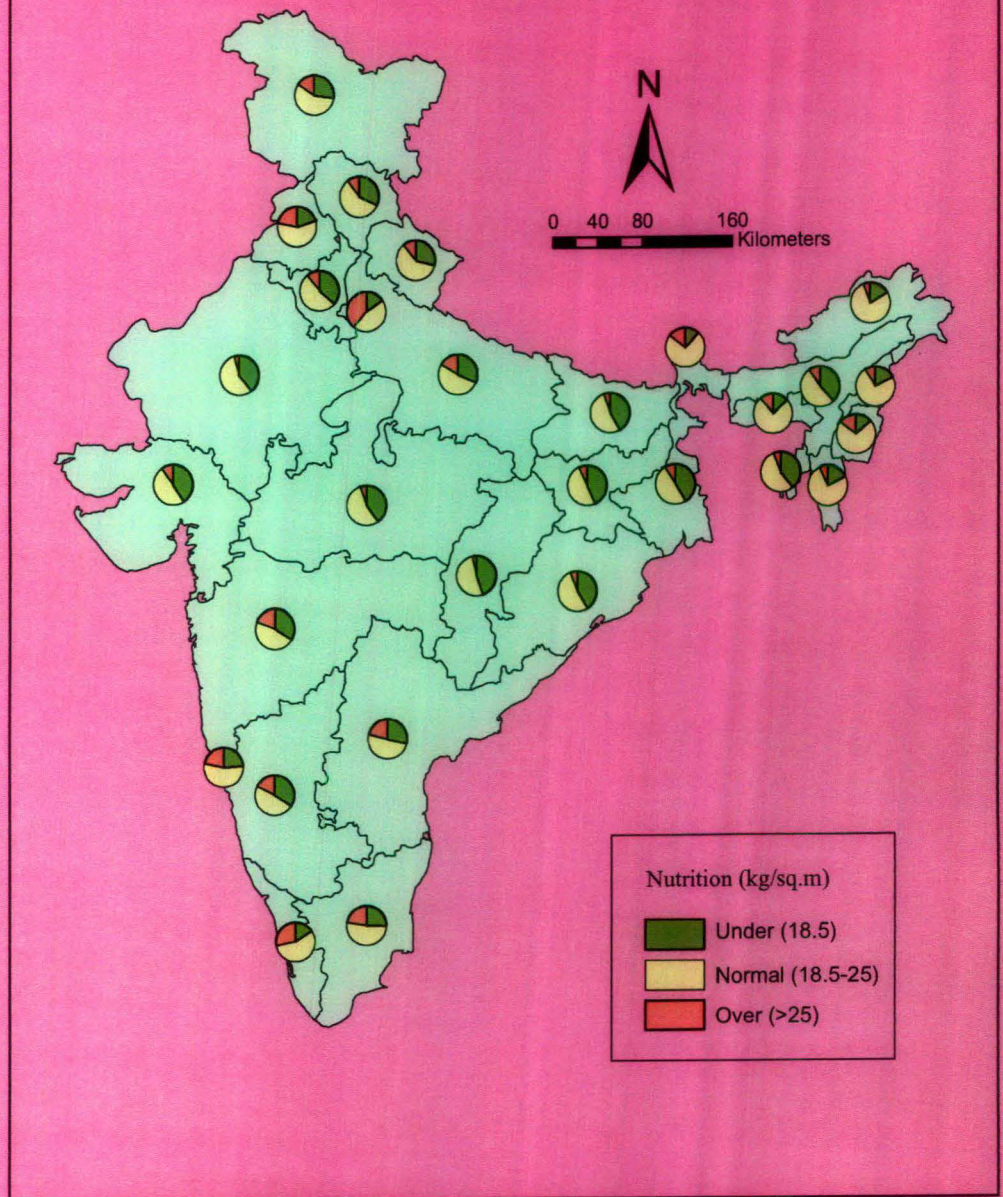 N
0 40 80 160
Kilometers
Nutrition (kg/sq.m)
Under (18.5)
Normal (18.5-25)
Over (>25)